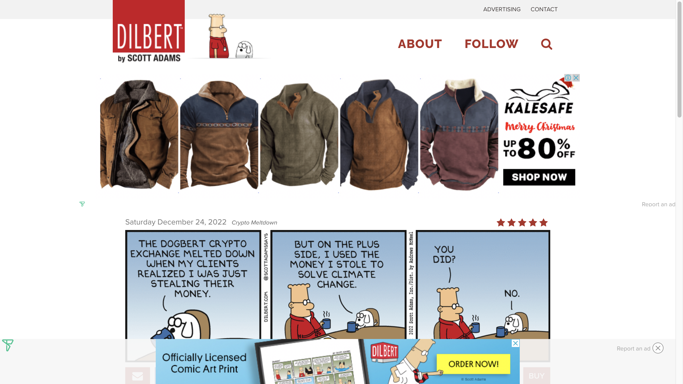 ADVERTISING CONTACT
DILBERT
by SCOTT ADAMS
ABOUT FOLLOW
KALESAFE
Merry Christmas
UP TO 80% OFF
SHOP NOW
Report an ad
Saturday December 24, 2022 Crypto Meltdown
THE DOGBERT CRYPTO
EXCHANGE MELTED DOWN
WHEN MY CLIENTS
REALIZED I WAS JUST
STEALING THEIR
MONEY.
DILBERT.COM @SCOTTADAMSSAYS
BUT ON THE PLUS
SIDE, I USED THE
MONEY I STOLE TO
SOLVE CLIMATE
CHANGE.
2022 Scott Adams, Inc./Dist. by Andrews McMeel
YOU
DID?
NO.
Report an ad
Officially Licensed
Comic Art Print
DILBERT
ORDER NOW!